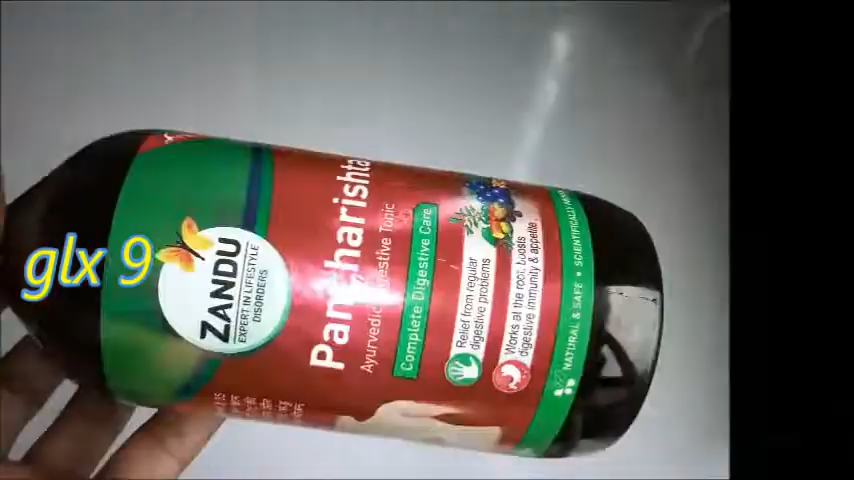 glx 9
ZANDU
EXPERT IN LIFESTYLE
DISORDERS
Pancharishta
Ayurvedic Digestive Tonic
Complete Digestive Care
Relief from regular
digestive problems
Works at the root, boosts
digestive immunity & appetite
NATURAL & SAFE • SCIENTIFICALLY